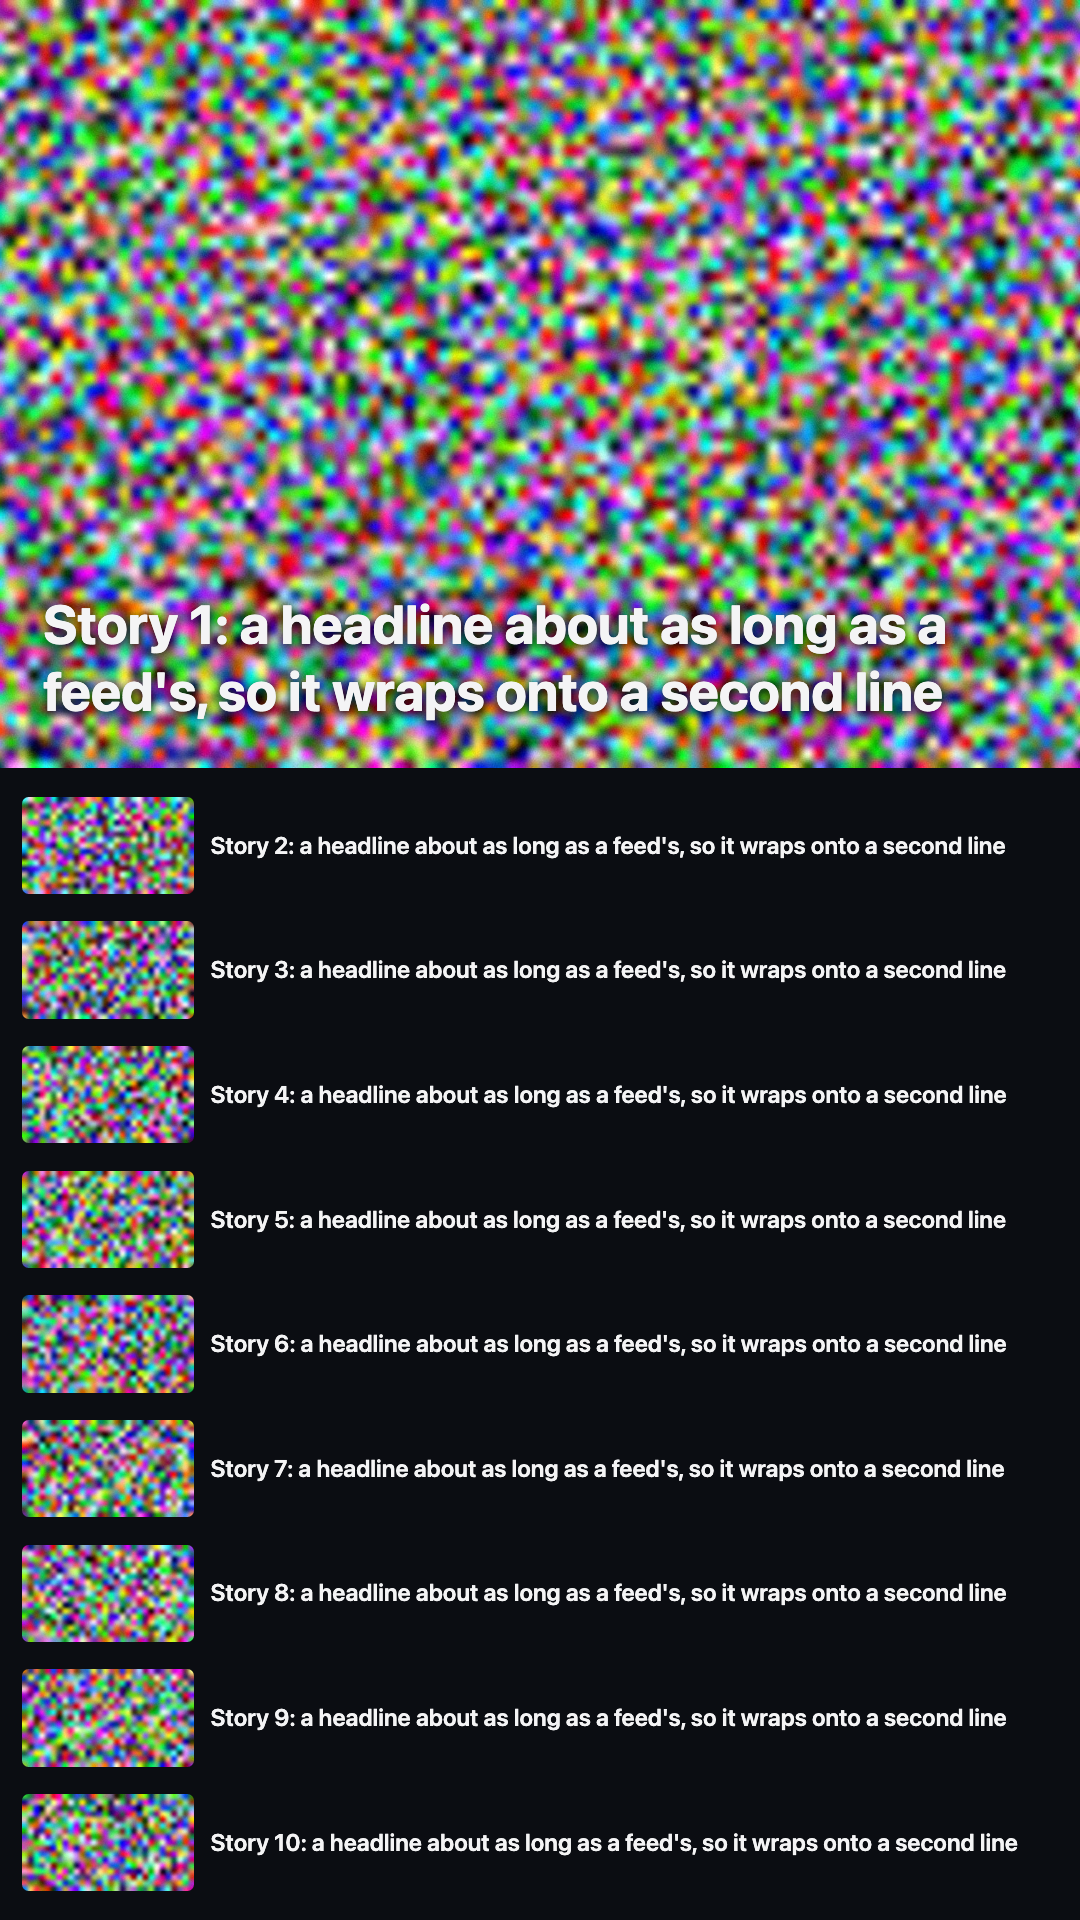 Story 1: a headline about as long as a
feed's, so it wraps onto a second line
Story 2: a headline about as long as a feed's, so it wraps onto a second line
Story 3: a headline about as long as a feed's, so it wraps onto a second line
Story 4: a headline about as long as a feed's, so it wraps onto a second line
Story 5: a headline about as long as a feed's, so it wraps onto a second line
Story 6: a headline about as long as a feed's, so it wraps onto a second line
Story 7: a headline about as long as a feed's, so it wraps onto a second line
Story 8: a headline about as long as a feed's, so it wraps onto a second line
Story 9: a headline about as long as a feed's, so it wraps onto a second line
Story 10: a headline about as long as a feed's, so it wraps onto a second line